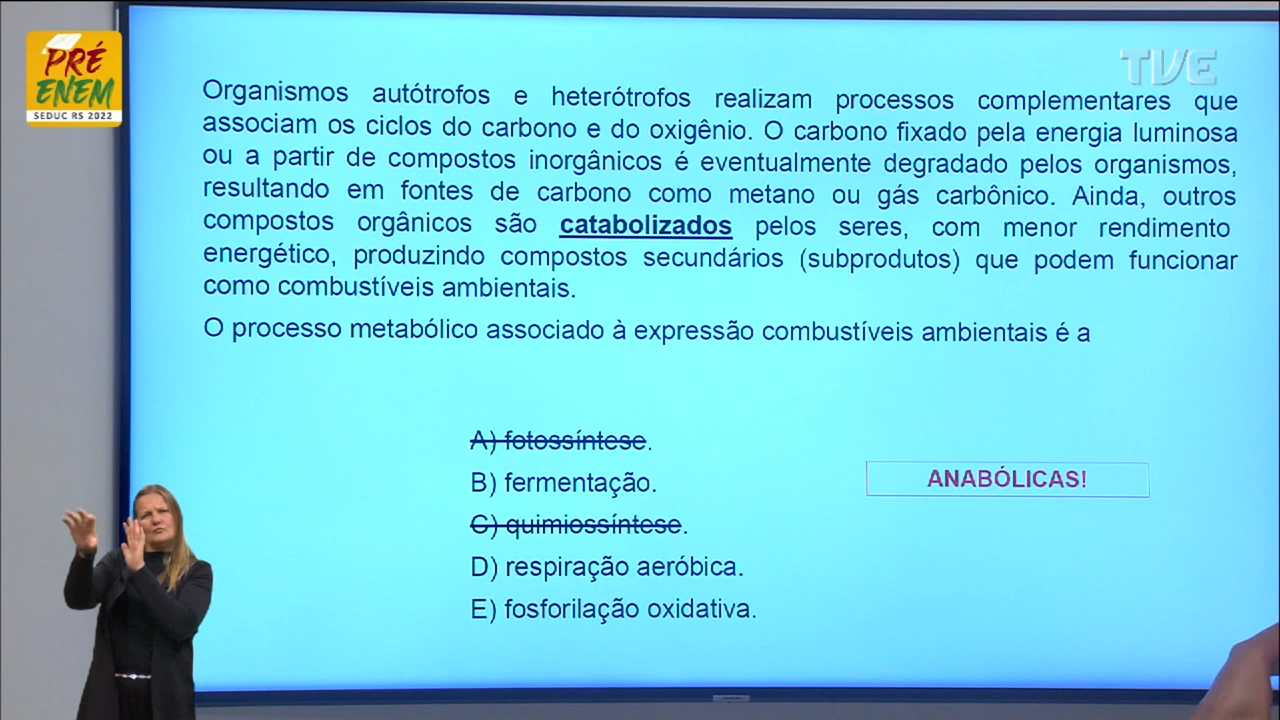 PRÉ
ENEM
SEDUC RS 2022
TVE
Organismos autótrofos e heterótrofos realizam processos complementares que
associam os ciclos do carbono e do oxigênio. O carbono fixado pela energia luminosa
ou a partir de compostos inorgânicos é eventualmente degradado pelos organismos,
resultando em fontes de carbono como metano ou gás carbônico. Ainda, outros
compostos orgânicos são catabolizados pelos seres, com menor rendimento
energético, produzindo compostos secundários (subprodutos) que podem funcionar
como combustíveis ambientais.
O processo metabólico associado à expressão combustíveis ambientais é a
A) fotossíntese.
B) fermentação.
C) quimiossíntese.
D) respiração aeróbica.
E) fosforilação oxidativa.
ANABÓLICAS!